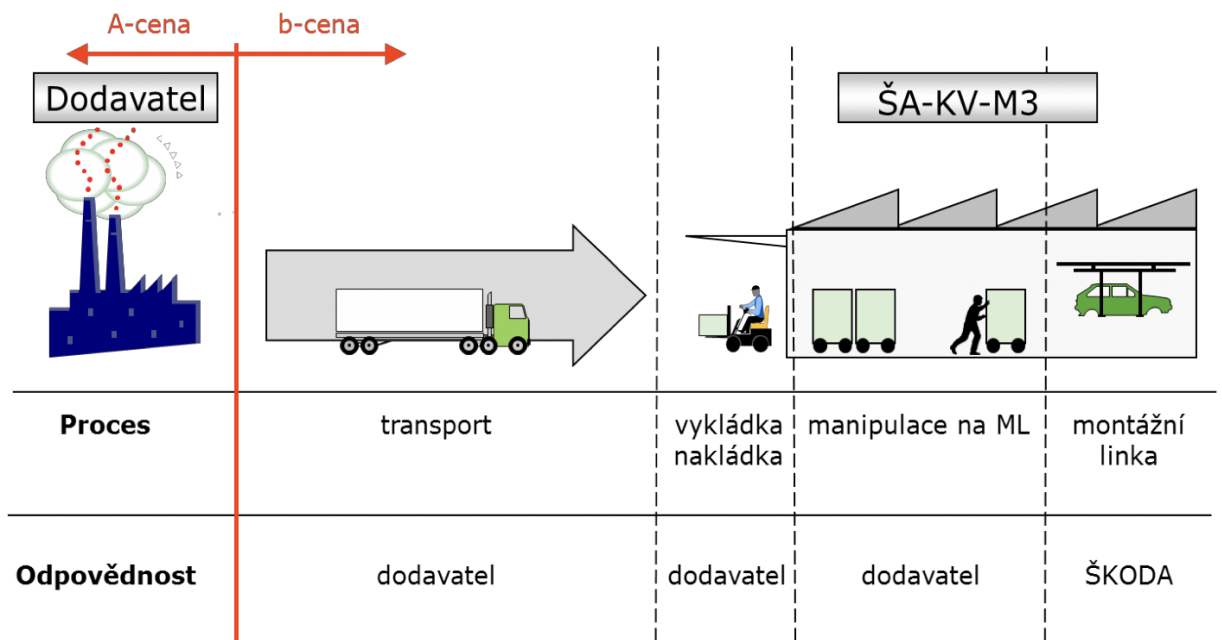 A-cena
b-cena
Dodavatel
ŠA-KV-M3
Proces
transport
vykládka
nakládka
manipulace na ML
montážní
linka
Odpovědnost
dodavatel
dodavatel
dodavatel
ŠKODA